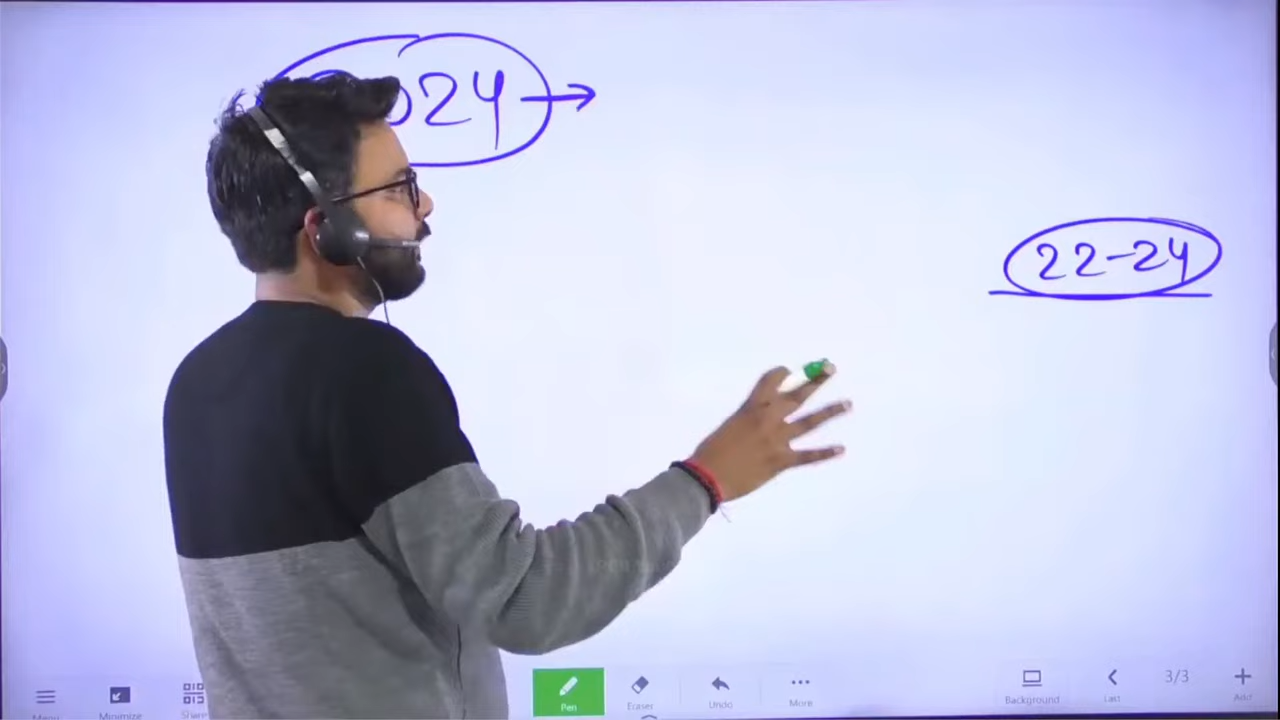 2024
22-24
Menu
Minimize
Share
Pen
Eraser
Undo
More
Background
Last
3/3
Add